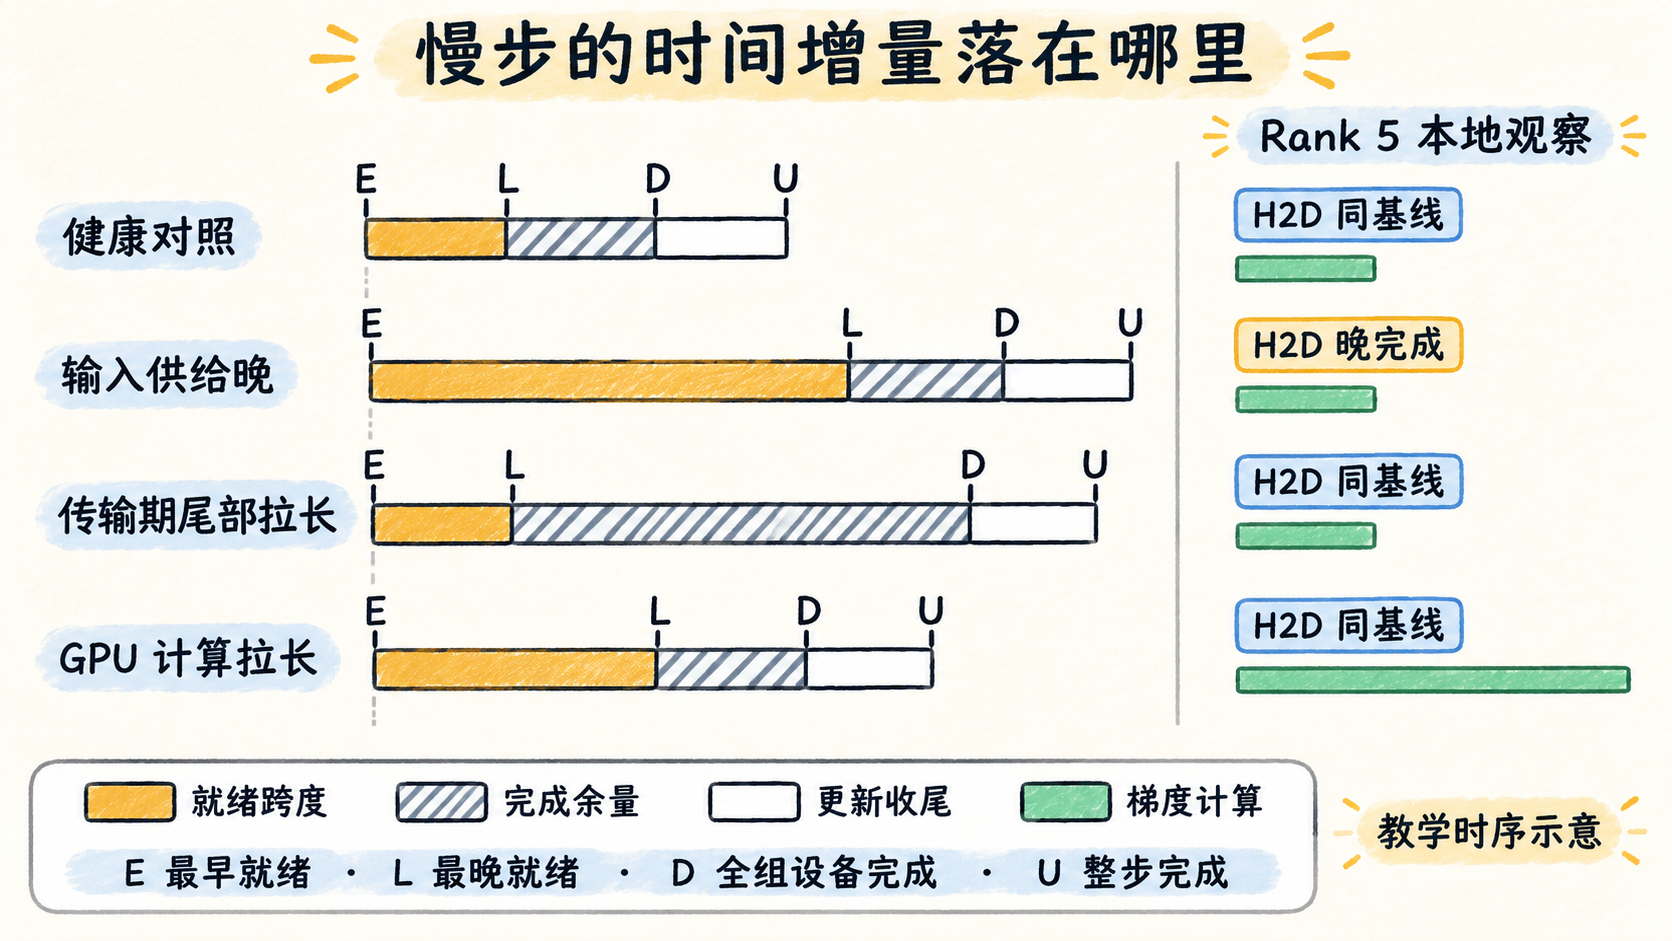 慢步的时间增量落在哪里
Rank 5 本地观察
健康对照
E L D U
H2D 同基线
输入供给晚
E L D U
H2D 晚完成
传输期尾部拉长
E L D U
H2D 同基线
GPU 计算拉长
E L D U
H2D 同基线
就绪跨度 完成余量 更新收尾 梯度计算
E 最早就绪 · L 最晚就绪 · D 全组设备完成 · U 整步完成
教学时序示意